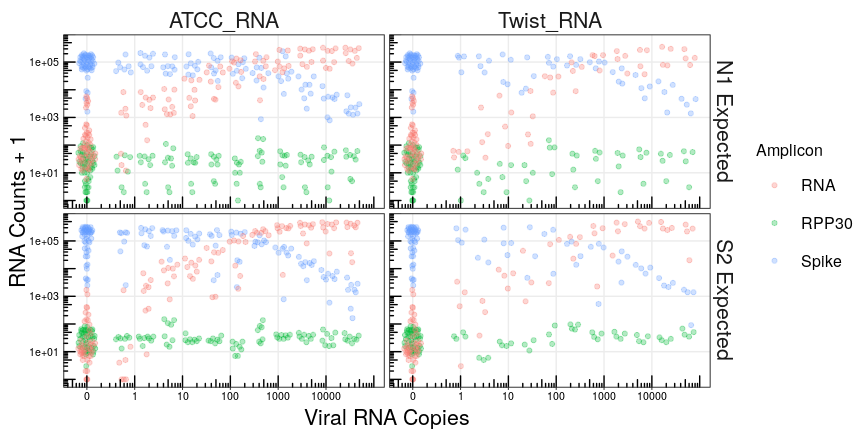 ATCC_RNA Twist_RNA
RNA Counts + 1
1e+05
1e+03
1e+01
N1 Expected
1e+05
1e+03
1e+01
S2 Expected
0 1 10 100 1000 10000 0 1 10 100 1000 10000
Viral RNA Copies
Amplicon
RNA
RPP30
Spike